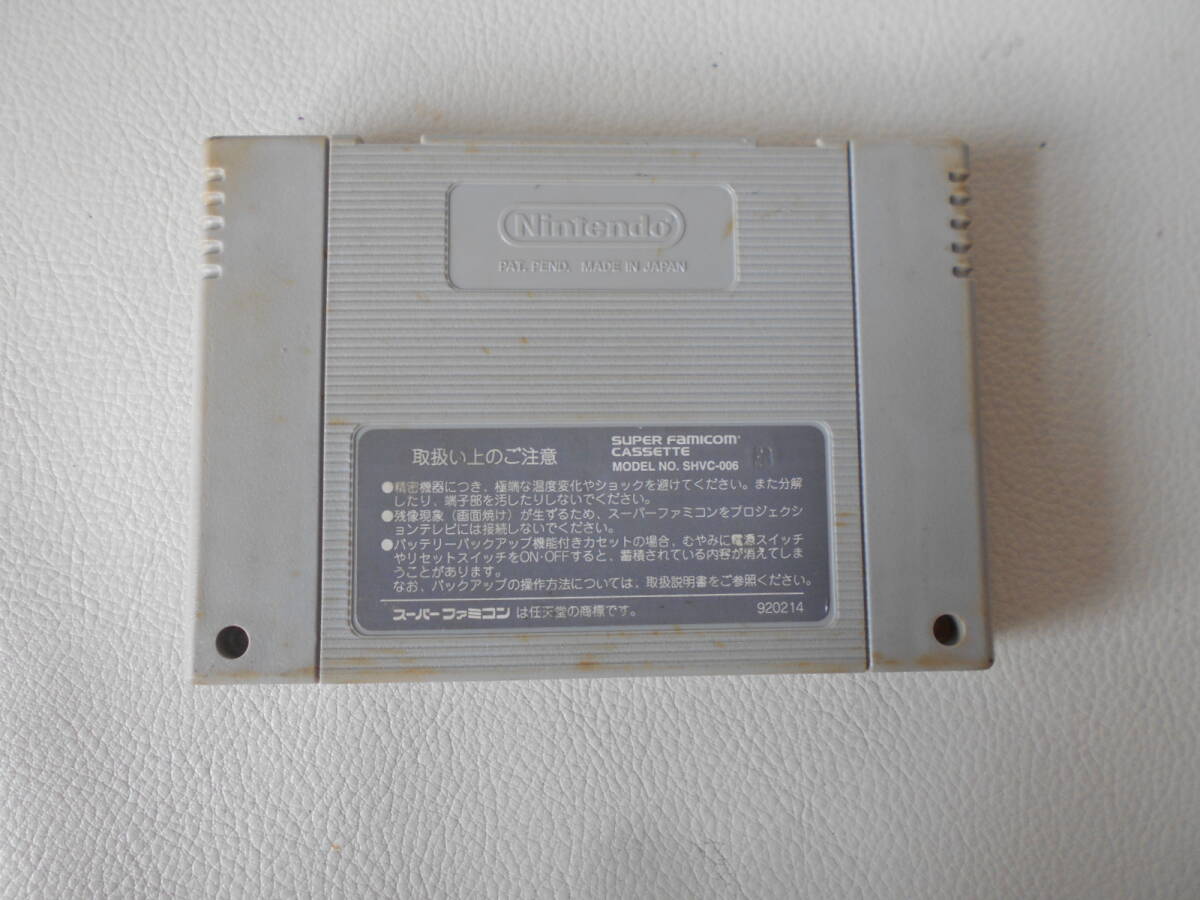 Nintendo
PAT. PEND. MADE IN JAPAN
取扱い上のご注意
SUPER FAMICOM
CASSETTE
MODEL NO. SHVC-006
●精密機器につき、極端な温度変化やショックを避けてください。また分解
したり、端子部を汚したりしないでください。
●残像現象（画面焼け）が生ずるため、スーパーファミコンをプロジェクシ
ョンテレビには接続しないでください。
●バッテリーバックアップ機能付きカセットの場合、むやみに電源スイッチ
やリセットスイッチをON・OFFすると、蓄積されている内容が消えてしま
うことがあります。
なお、バックアップの操作方法については、取扱説明書をご参照ください。
スーパーファミコン は任天堂の商標です。
920214